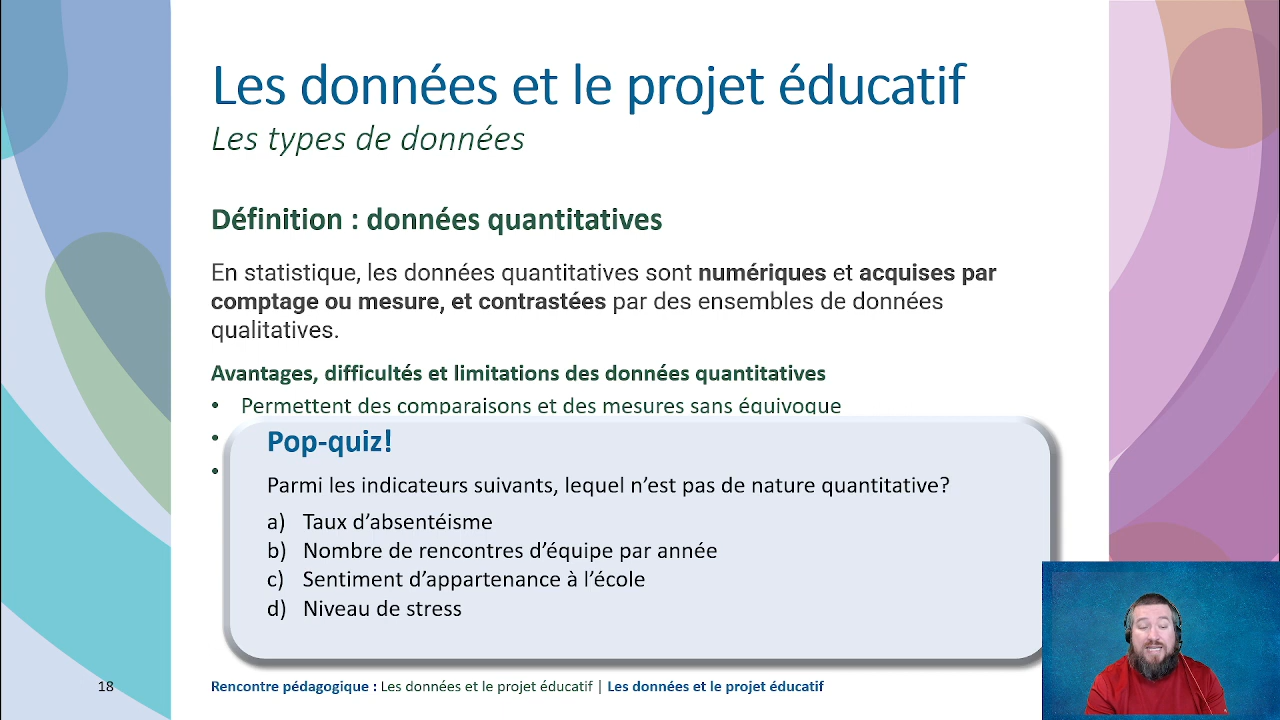 Les données et le projet éducatif
Les types de données
Définition : données quantitatives
En statistique, les données quantitatives sont numériques et acquises par
comptage ou mesure, et contrastées par des ensembles de données
qualitatives.
Avantages, difficultés et limitations des données quantitatives
• Permettent des comparaisons et des mesures sans équivoque
•
•
Pop-quiz!
Parmi les indicateurs suivants, lequel n’est pas de nature quantitative?
a) Taux d’absentéisme
b) Nombre de rencontres d’équipe par année
c) Sentiment d’appartenance à l’école
d) Niveau de stress
18
Rencontre pédagogique : Les données et le projet éducatif | Les données et le projet éducatif